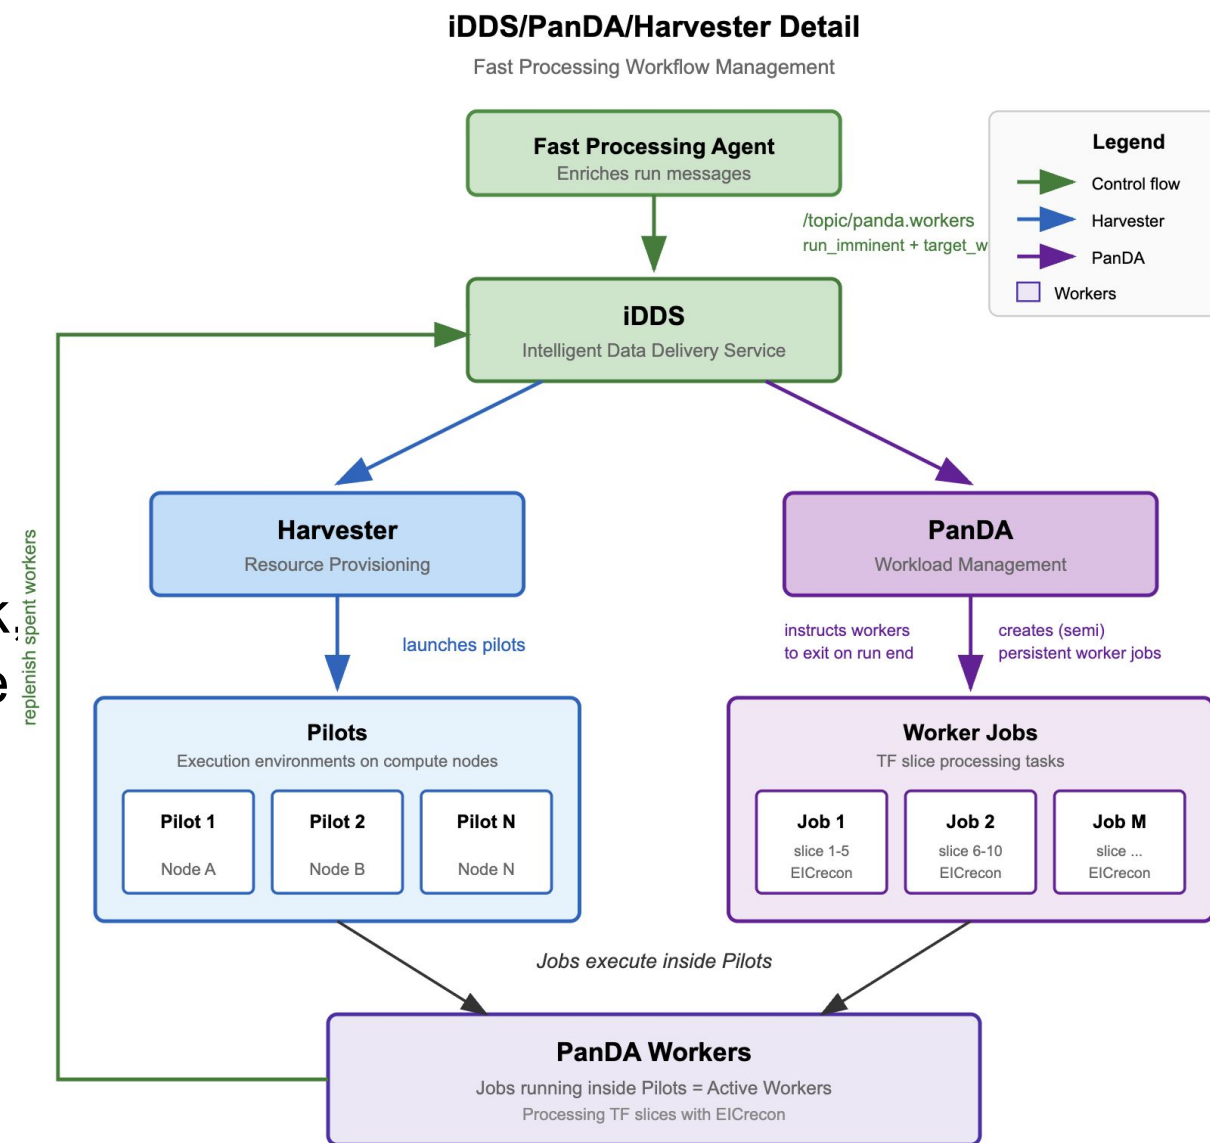 iDDS/PanDA/Harvester Detail
Fast Processing Workflow Management
Fast Processing Agent
Enriches run messages
Legend
Control flow
Harvester
PanDA
Workers
/topic/panda.workers
run_imminent + target_w
iDDS
Intelligent Data Delivery Service
Harvester
Resource Provisioning
PanDA
Workload Management
k.
e
replenish spent workers
launches pilots
instructs workers
to exit on run end
creates (semi)
persistent worker jobs
Pilots
Execution environments on compute nodes
Pilot 1
Node A
Pilot 2
Node B
Pilot N
Node N
Worker Jobs
TF slice processing tasks
Job 1
slice 1-5
EICrecon
Job 2
slice 6-10
EICrecon
Job M
slice ...
EICrecon
Jobs execute inside Pilots
PanDA Workers
Jobs running inside Pilots = Active Workers
Processing TF slices with EICrecon